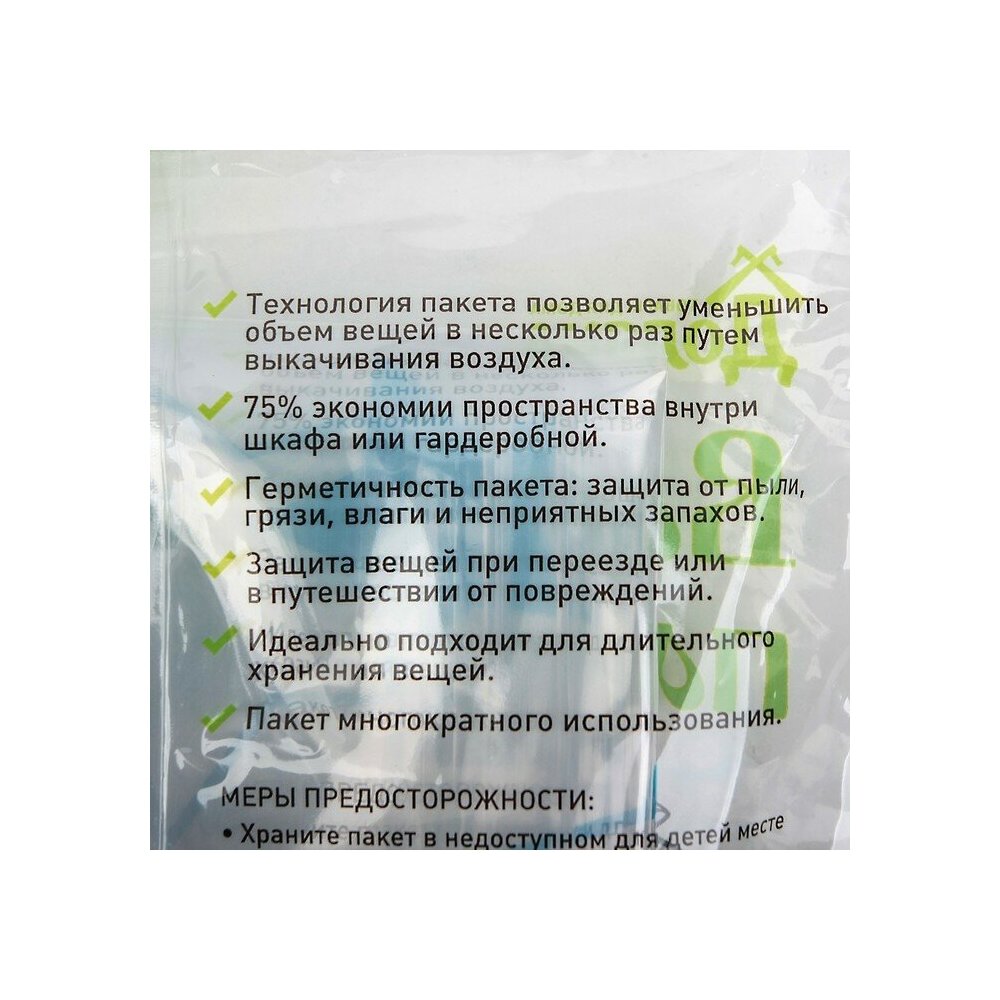 Технология пакета позволяет уменьшить
объем вещей в несколько раз путем
выкачивания воздуха.
75% экономии пространства внутри
шкафа или гардеробной.
Герметичность пакета: защита от пыли,
грязи, влаги и неприятных запахов.
Защита вещей при переезде или
в путешествии от повреждений.
Идеально подходит для длительного
хранения вещей.
Пакет многократного использования.
МЕРЫ ПРЕДОСТОРОЖНОСТИ:
• Храните пакет в недоступном для детей месте